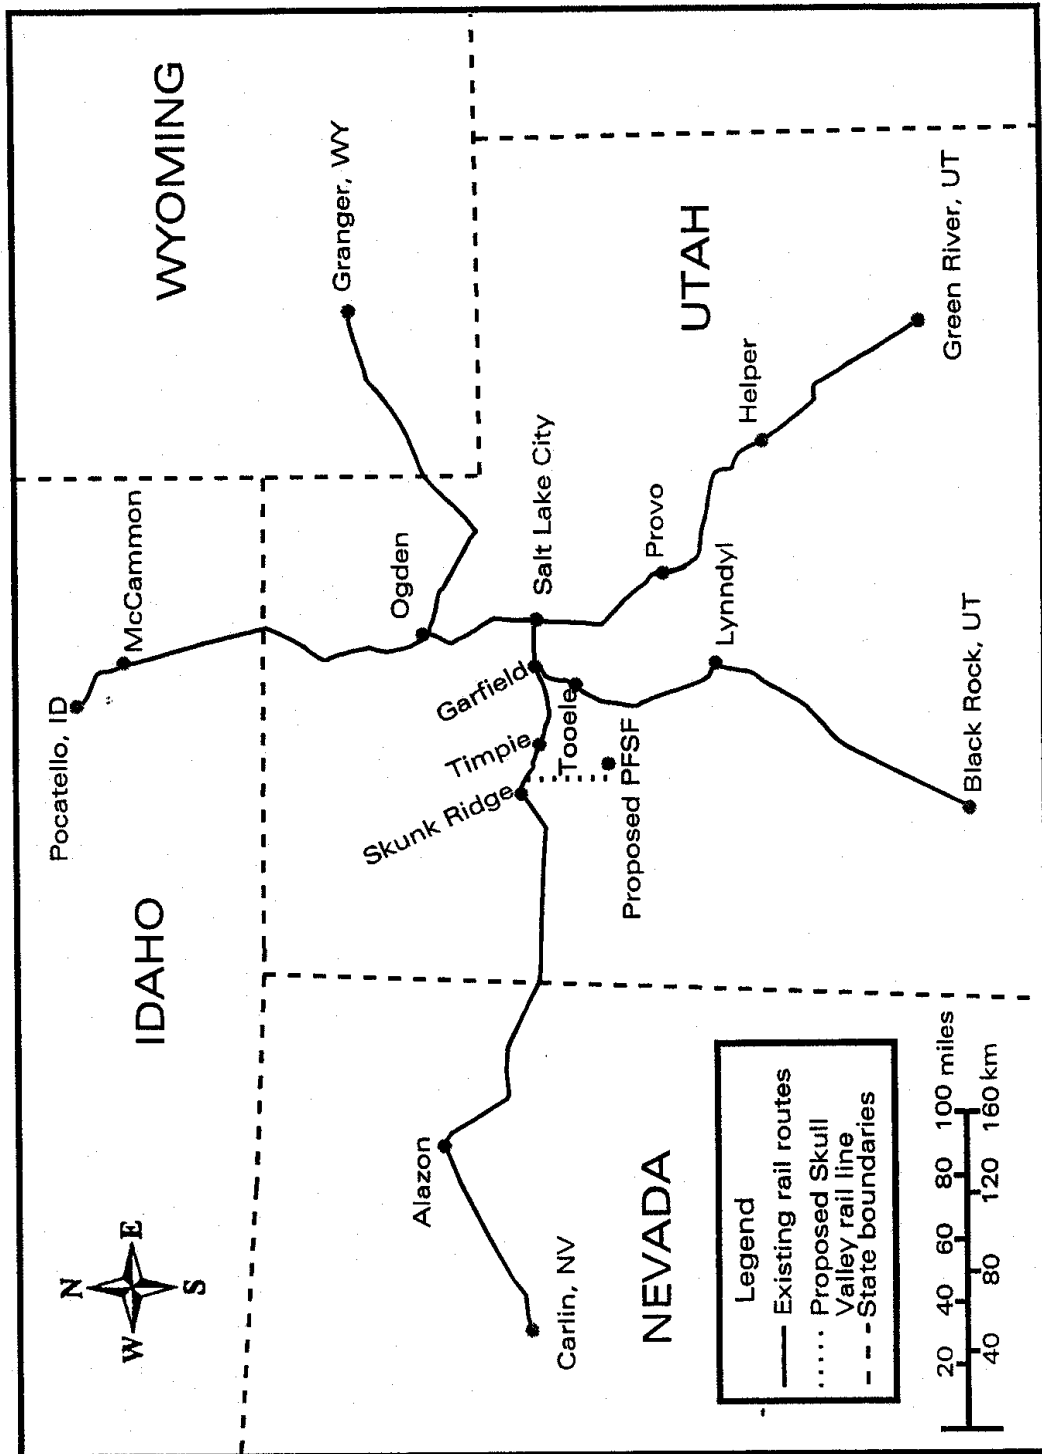 WYOMING
Granger, WY
IDAHO
Pocatello, ID
McCammon
Ogden
Salt Lake City
Garfield
Timpie
Skunk Ridge
Tooele
Proposed PFSF
Provo
Lynndyl
Helper
UTAH
Green River, UT
Black Rock, UT
Alazon
Carlin, NV
NEVADA
N
W
E
S
Legend
Existing rail routes
Proposed Skull
Valley rail line
State boundaries
20 40 60 80 100 miles
40 80 120 160 km